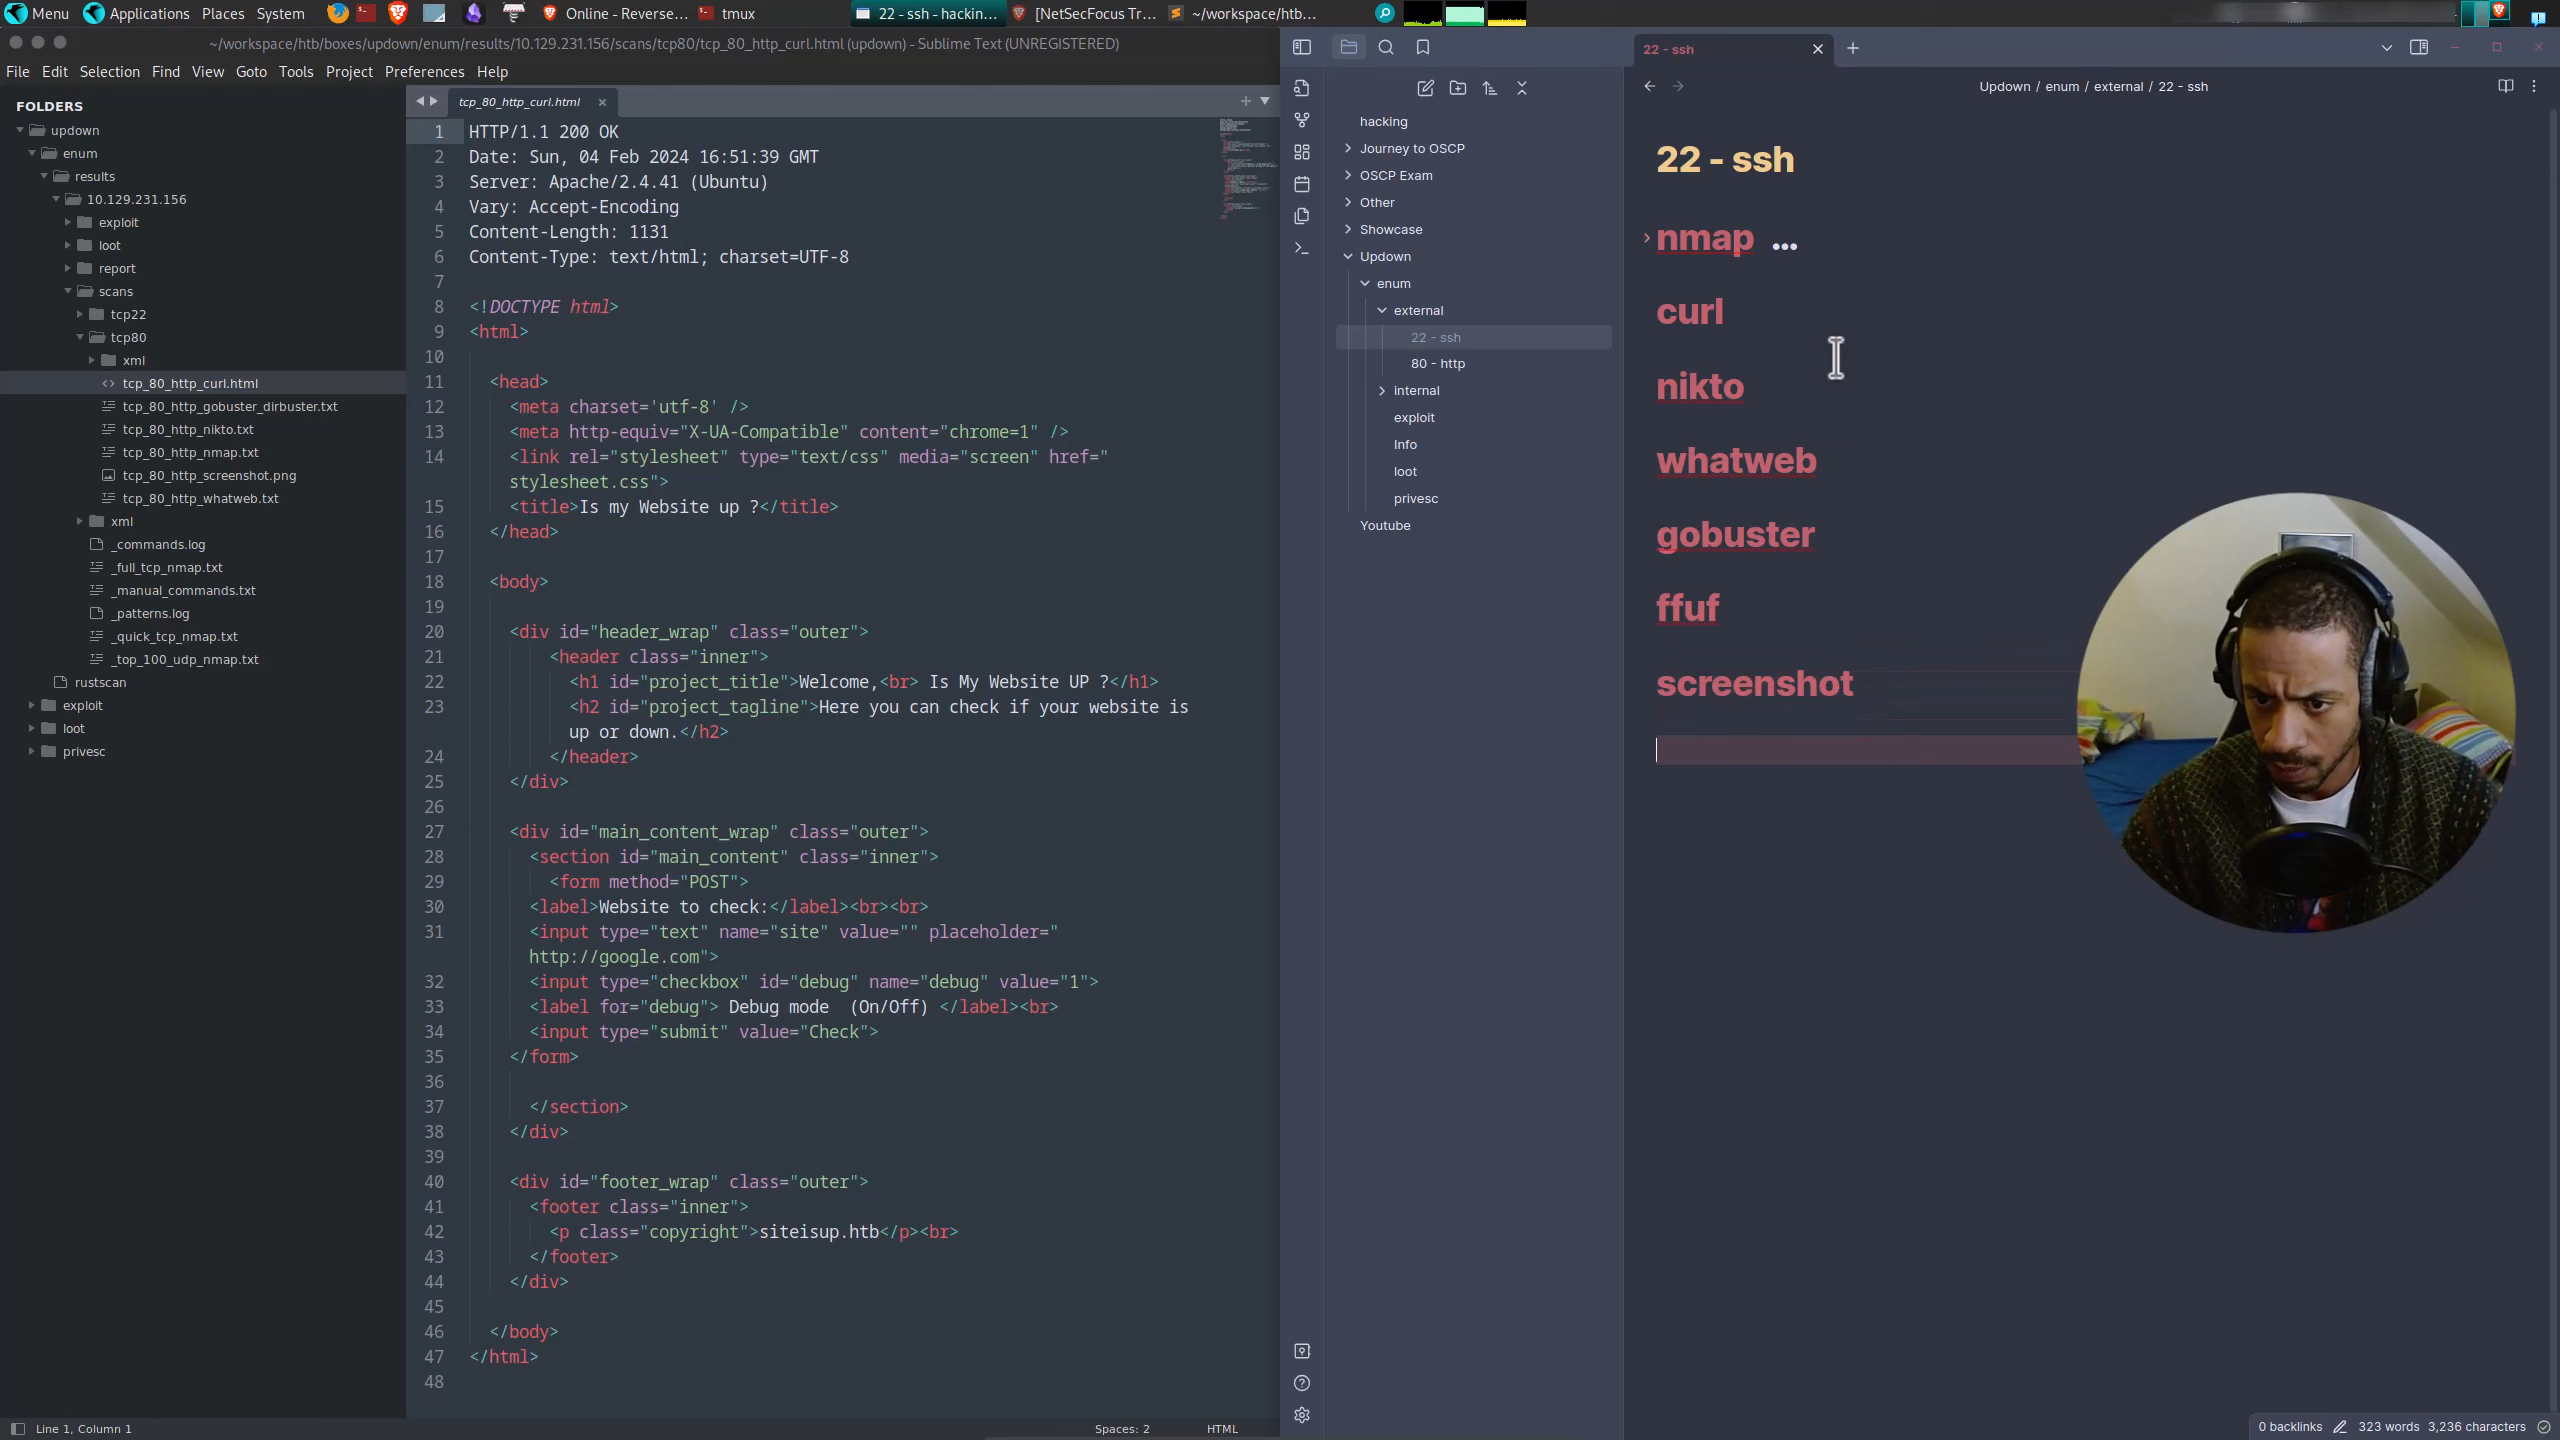 Menu Applications Places System Online - Reverse... tmux 22 - ssh - hackin... [NetSecFocus Tr... ~/workspace/htb...
~/workspace/htb/boxes/updown/enum/results/10.129.231.156/scans/tcp80/tcp_80_http_curl.html (updown) - Sublime Text (UNREGISTERED)
File Edit Selection Find View Goto Tools Project Preferences Help
FOLDERS
updown
enum
results
10.129.231.156
exploit
loot
report
scans
tcp22
tcp80
xml
tcp_80_http_curl.html
tcp_80_http_gobuster_dirbuster.txt
tcp_80_http_nikto.txt
tcp_80_http_nmap.txt
tcp_80_http_screenshot.png
tcp_80_http_whatweb.txt
xml
_commands.log
_full_tcp_nmap.txt
_manual_commands.txt
_patterns.log
_quick_tcp_nmap.txt
_top_100_udp_nmap.txt
rustscan
exploit
loot
privesc
tcp_80_http_curl.html
1 HTTP/1.1 200 OK
2 Date: Sun, 04 Feb 2024 16:51:39 GMT
3 Server: Apache/2.4.41 (Ubuntu)
4 Vary: Accept-Encoding
5 Content-Length: 1131
6 Content-Type: text/html; charset=UTF-8
7
8 <!DOCTYPE html>
9 <html>
10
11 <head>
12 <meta charset='utf-8' />
13 <meta http-equiv="X-UA-Compatible" content="chrome=1" />
14 <link rel="stylesheet" type="text/css" media="screen" href="
stylesheet.css">
15 <title>Is my Website up ?</title>
16 </head>
17
18 <body>
19
20 <div id="header_wrap" class="outer">
21 <header class="inner">
22 <h1 id="project_title">Welcome,<br> Is My Website UP ?</h1>
23 <h2 id="project_tagline">Here you can check if your website is
up or down.</h2>
24 </header>
25 </div>
26
27 <div id="main_content_wrap" class="outer">
28 <section id="main_content" class="inner">
29 <form method="POST">
30 <label>Website to check:</label><br><br>
31 <input type="text" name="site" value="" placeholder="
http://google.com">
32 <input type="checkbox" id="debug" name="debug" value="1">
33 <label for="debug"> Debug mode  (On/Off) </label><br>
34 <input type="submit" value="Check">
35 </form>
36
37 </section>
38 </div>
39
40 <div id="footer_wrap" class="outer">
41 <footer class="inner">
42 <p class="copyright">siteisup.htb</p><br>
43 </footer>
44 </div>
45
46 </body>
47 </html>
48
Line 1, Column 1 Spaces: 2 HTML
hacking
Journey to OSCP
OSCP Exam
Other
Showcase
Updown
enum
external
22 - ssh
80 - http
internal
exploit
Info
loot
privesc
Youtube
22 - ssh
Updown / enum / external / 22 - ssh
22 - ssh
nmap ...
curl
nikto
whatweb
gobuster
ffuf
screenshot
0 backlinks 323 words 3,236 characters